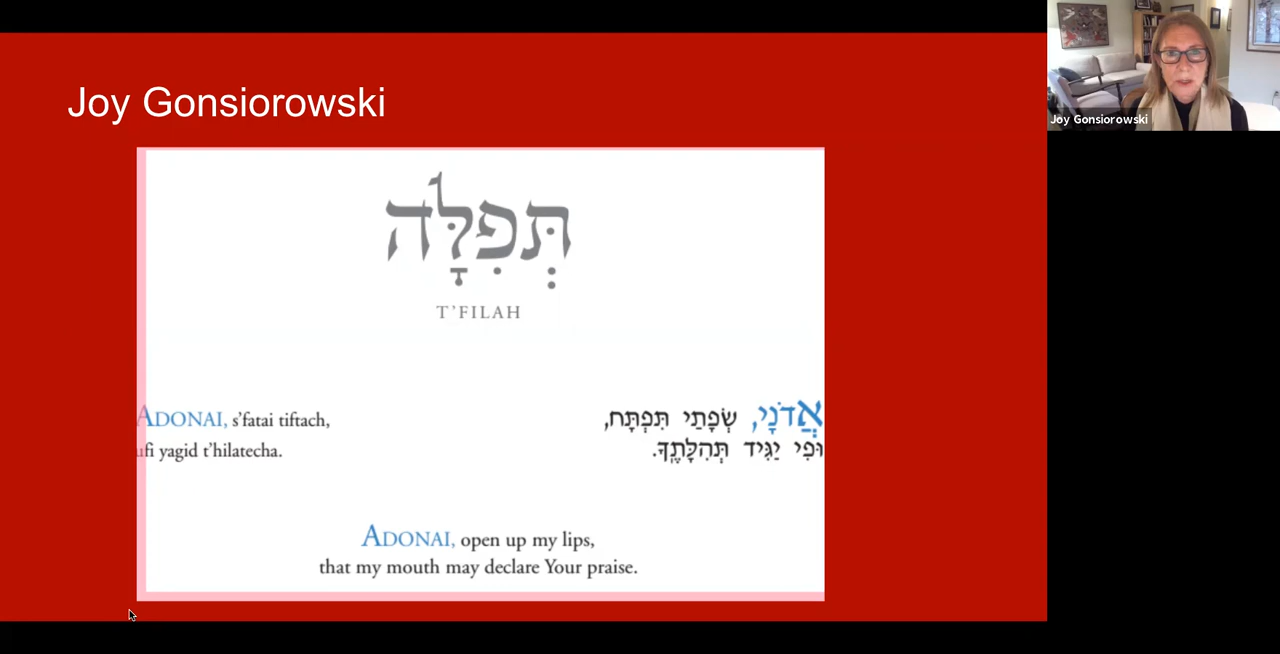 Joy Gonsiorowski
Joy Gonsiorowski
תְּפִלָּה
T'FILAH
ADONAI, s'fatai tiftach,
ufi yagid t'hilatecha.
אֲדֹנָי, שְׂפָתַי תִּפְתָּח,
וּפִי יַגִּיד תְּהִלָּתֶֽךָ.
ADONAI, open up my lips,
that my mouth may declare Your praise.